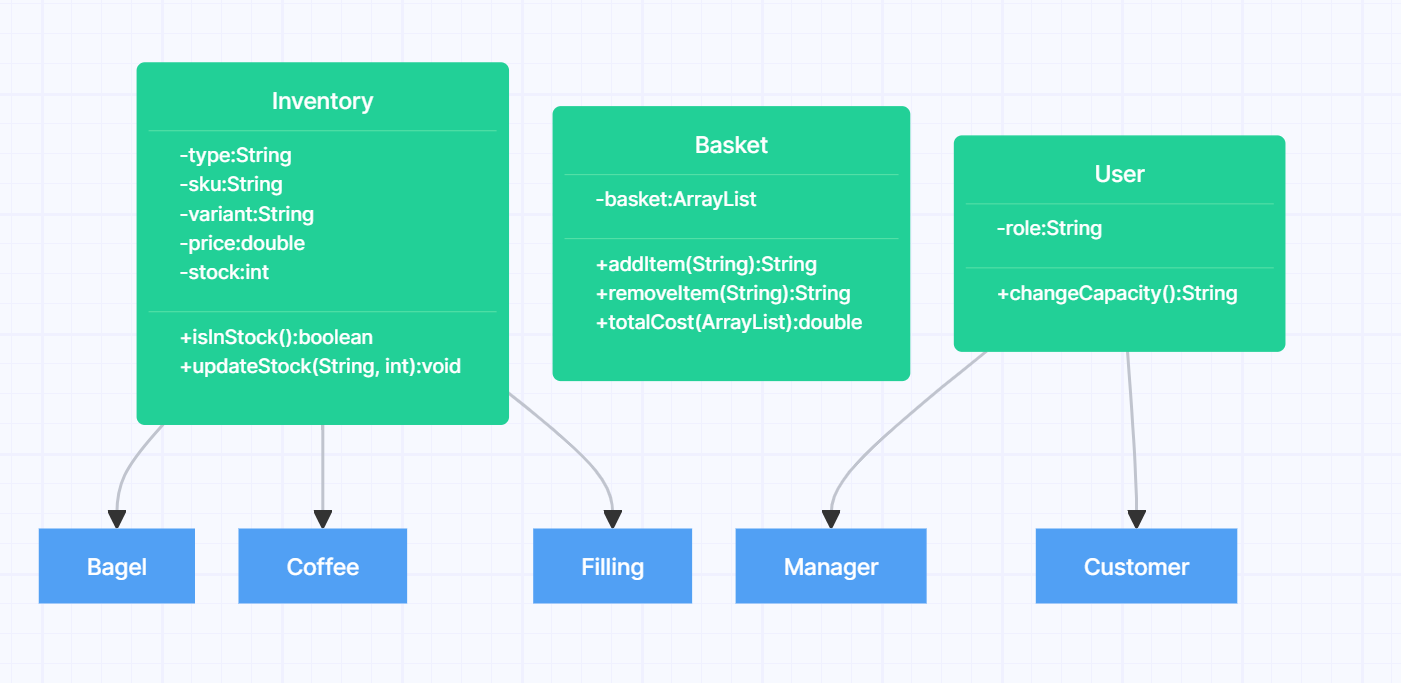 Inventory
-type:String
-sku:String
-variant:String
-price:double
-stock:int
+isInStock():boolean
+updateStock(String, int):void
Basket
-basket:ArrayList
+addItem(String):String
+removeItem(String):String
+totalCost(ArrayList):double
User
-role:String
+changeCapacity():String
Bagel
Coffee
Filling
Manager
Customer